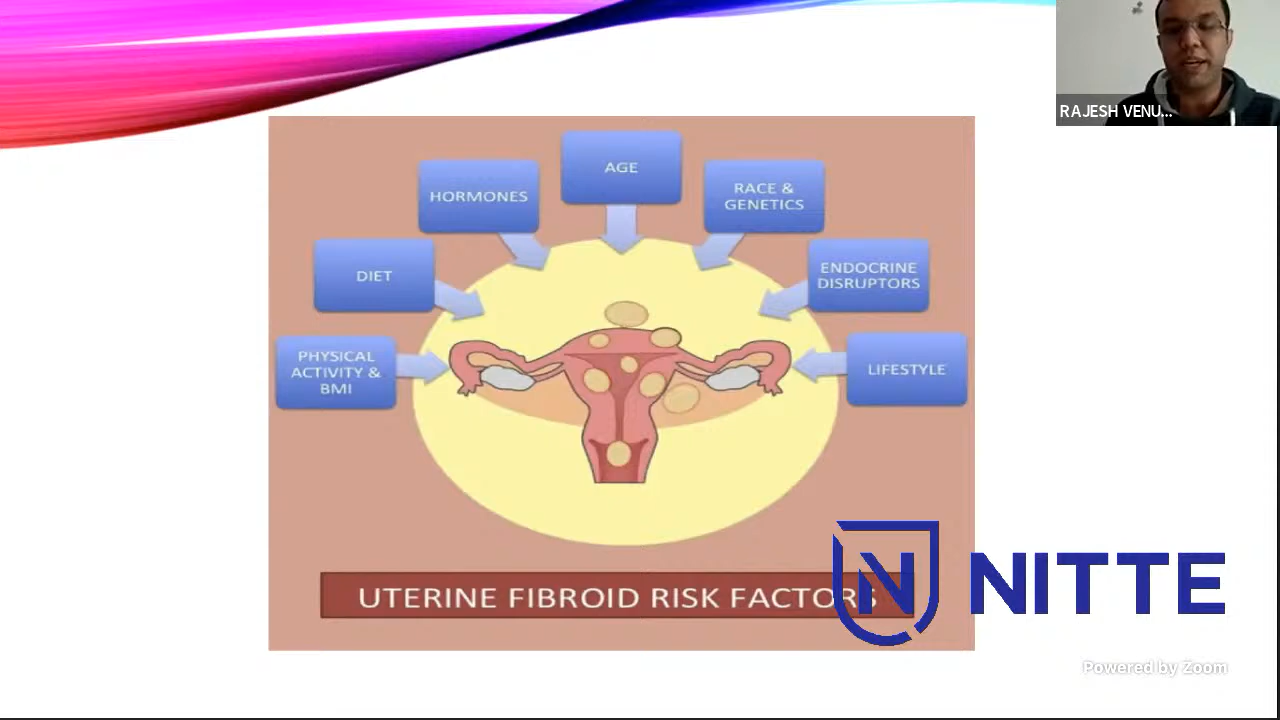 RAJESH VENU...
AGE
HORMONES
RACE &
GENETICS
DIET
ENDOCRINE
DISRUPTORS
PHYSICAL
ACTIVITY &
BMI
LIFESTYLE
UTERINE FIBROID RISK FACTORS
N NITTE
Powered by Zoom